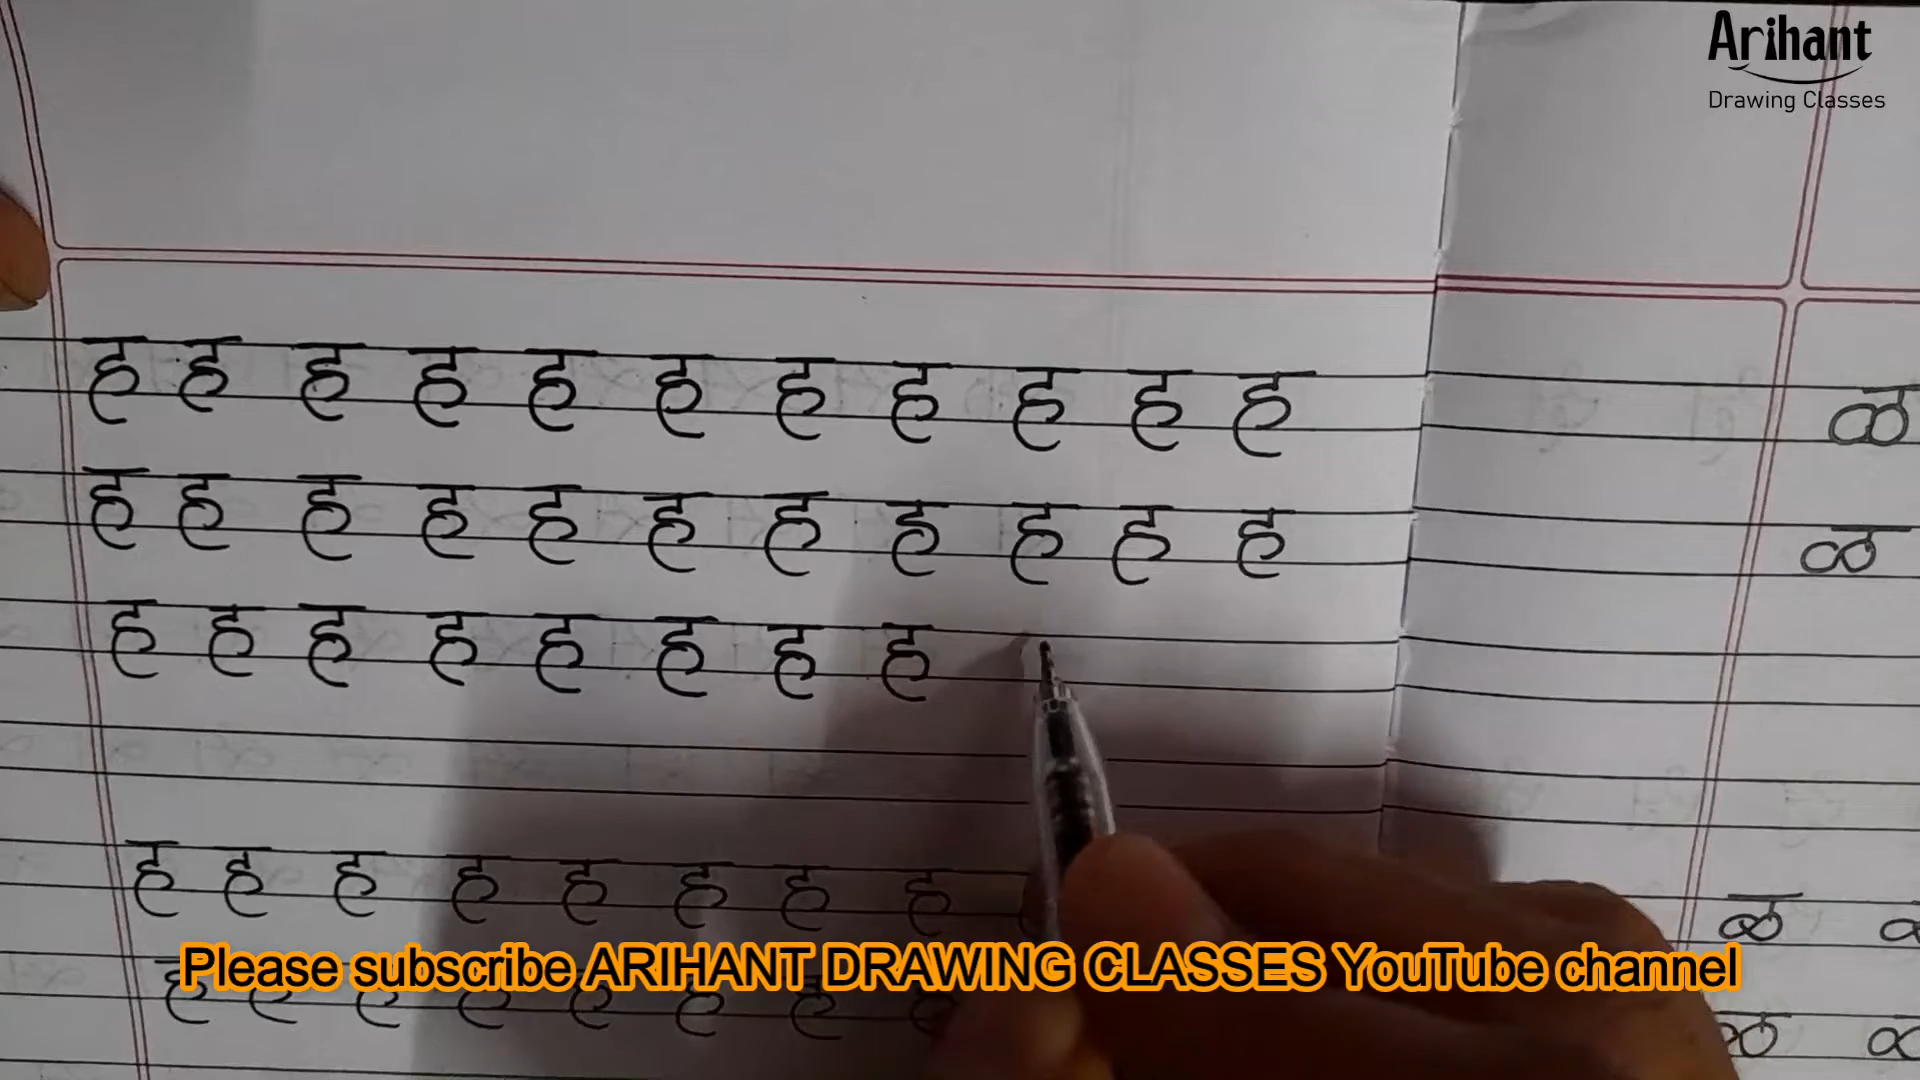 Arihant
Drawing Classes
ह ह ह ह ह ह ह ह ह ह ह
ळ
ह ह ह ह ह ह ह ह ह ह ह
ळ
ह ह ह ह ह ह ह ह
ह ह ह ह ह ह ह ह
ळ
Please subscribe ARIHANT DRAWING CLASSES YouTube channel
ह ह ह ह ह ह ह ह
ळ